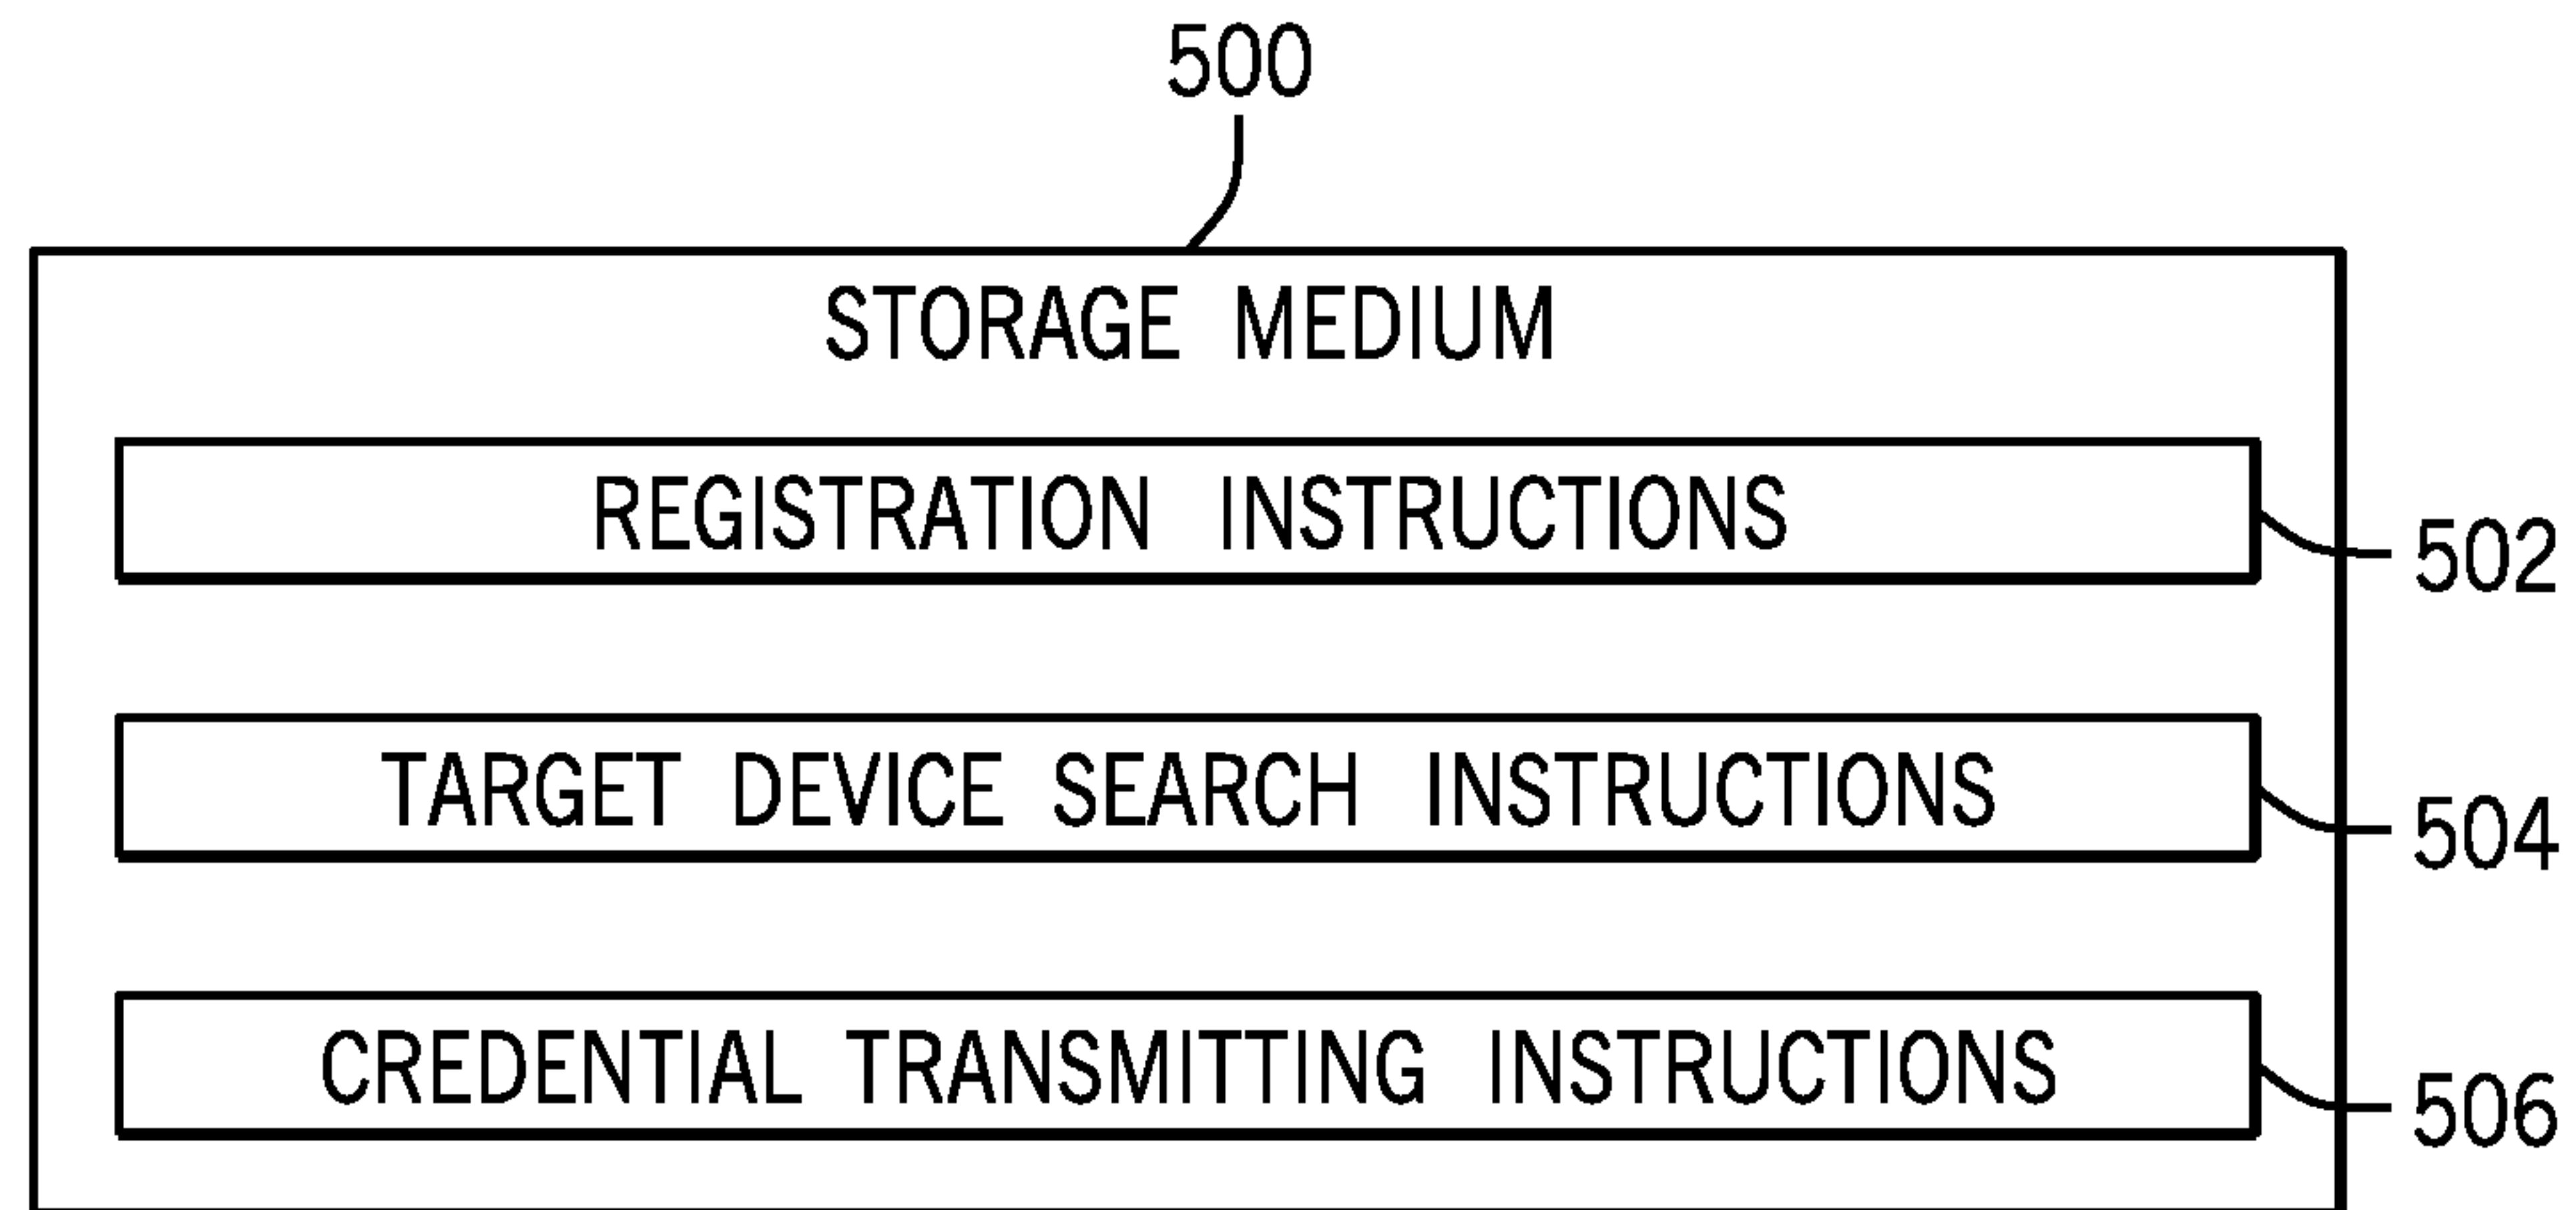 500
STORAGE MEDIUM
REGISTRATION INSTRUCTIONS
502
TARGET DEVICE SEARCH INSTRUCTIONS
504
CREDENTIAL TRANSMITTING INSTRUCTIONS
506